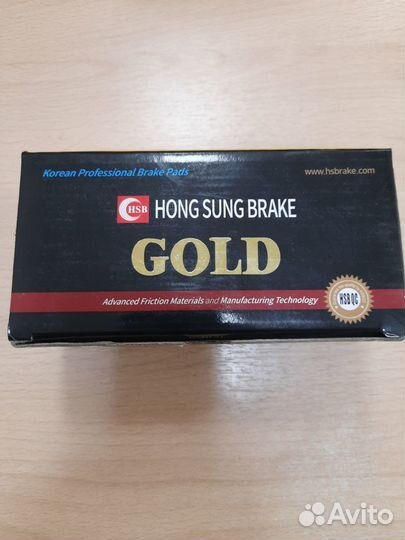 Korean Professional Brake Pads
www.hsbrake.com
HSB HONG SUNG BRAKE
GOLD
Advanced Friction Materials and Manufacturing Technology
HSB QC
Avito